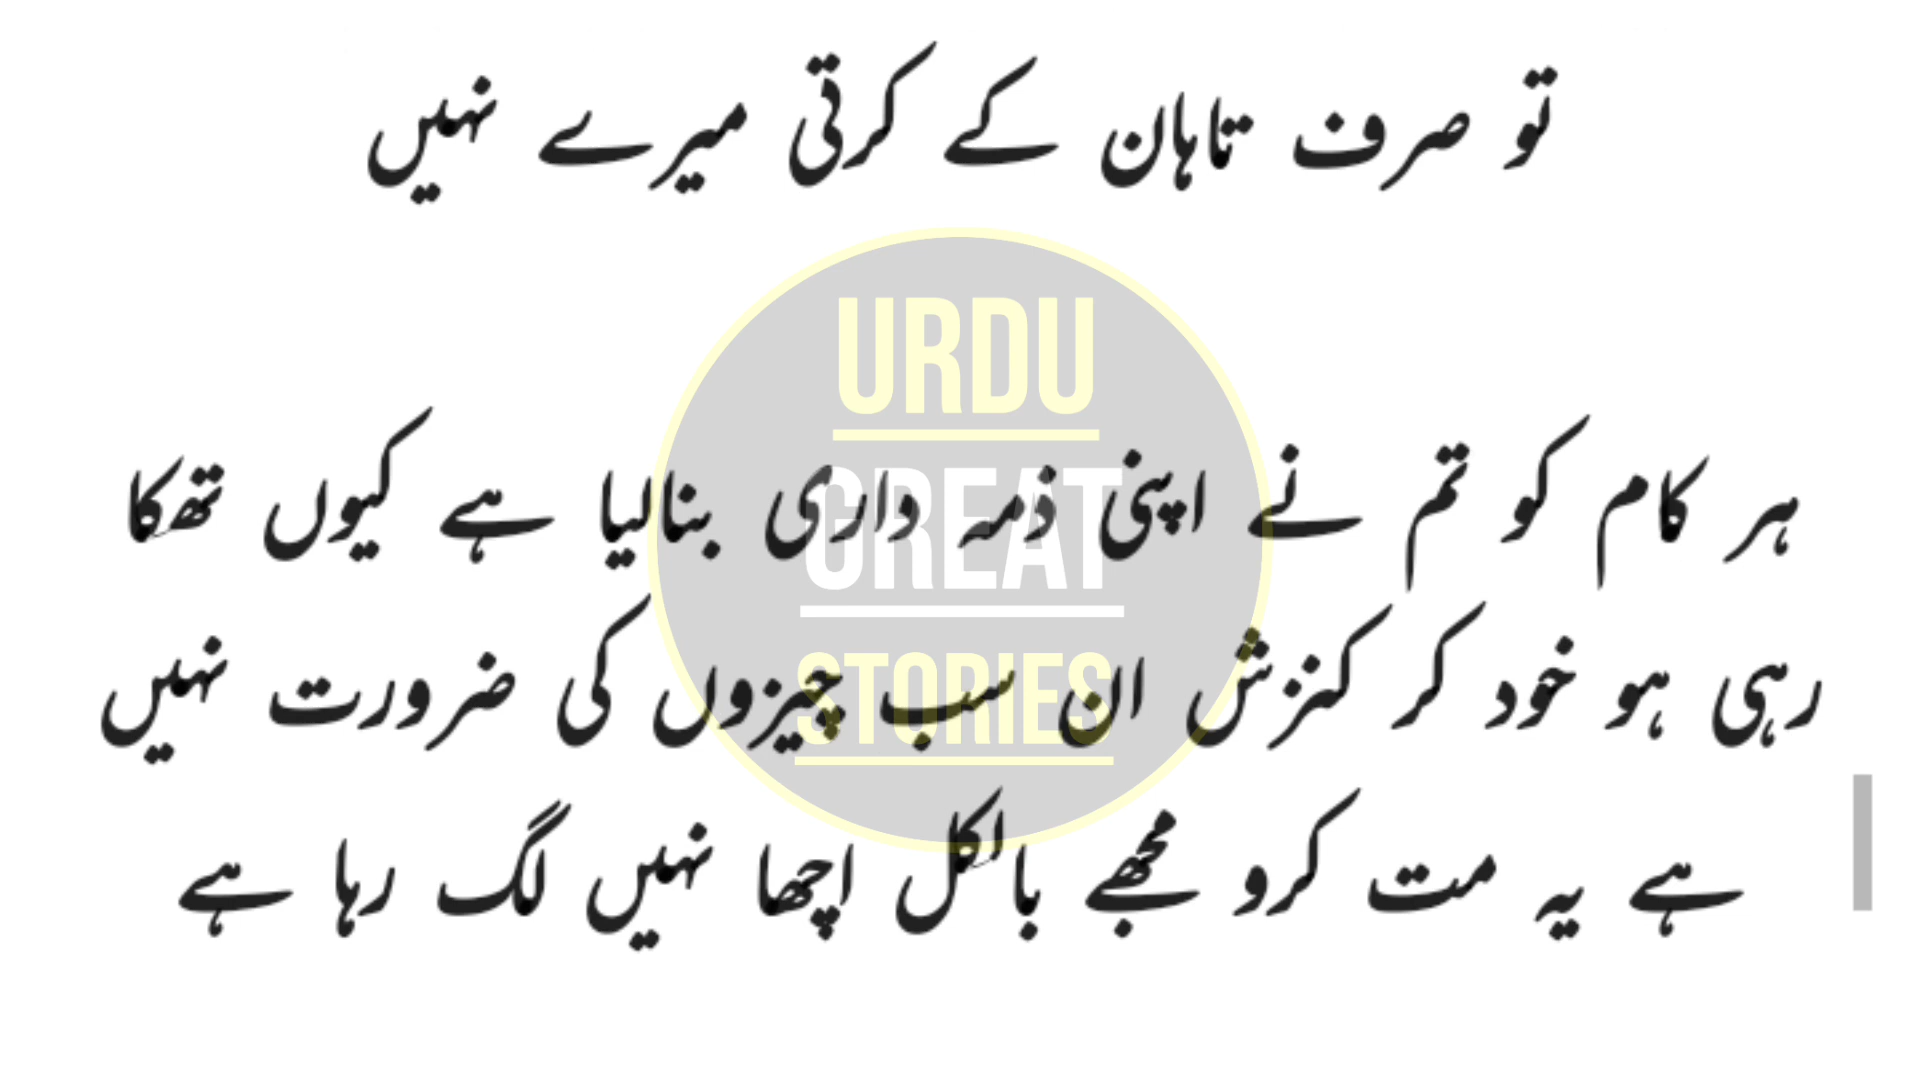 تو صرف تاہان کے کرتی میرے نہیں
URDU
GREAT
STORIES
ہر کام کو تم نے اپنی ذمہ داری بنالیا ہے کیوں تھکا
رہی ہو خود کر کنزش ان سب چیزوں کی ضرورت نہیں
ہے یہ مت کرو مجھے بالکل اچھا نہیں لگ رہا ہے